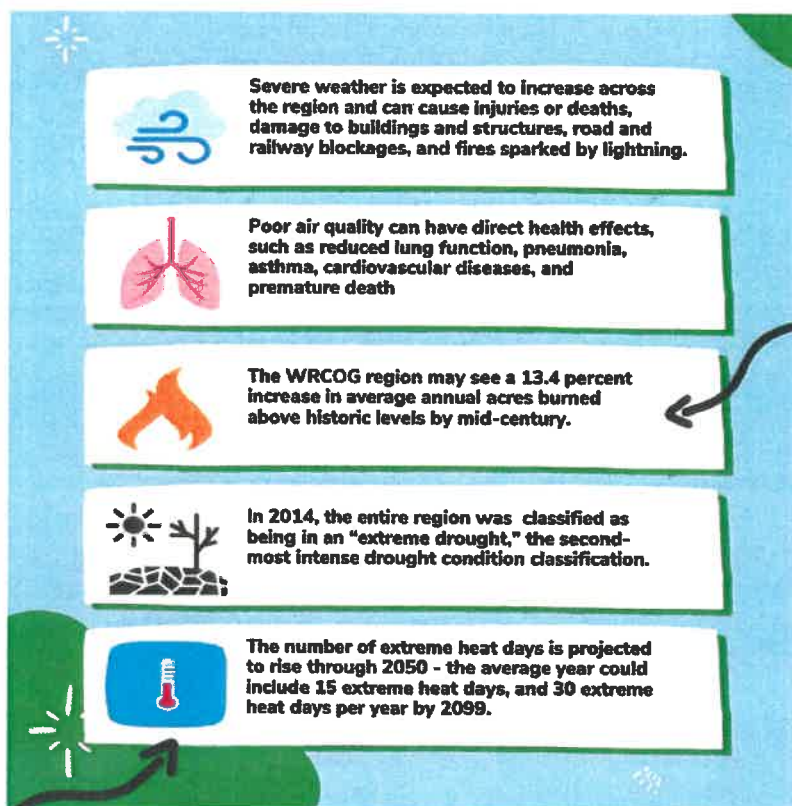 Severe weather is expected to increase across
the region and can cause injuries or deaths,
damage to buildings and structures, road and
railway blockages, and fires sparked by lightning.
Poor air quality can have direct health effects,
such as reduced lung function, pneumonia,
asthma, cardiovascular diseases, and
premature death
The WRCOG region may see a 13.4 percent
increase in average annual acres burned
above historic levels by mid-century.
In 2014, the entire region was classified as
being in an "extreme drought," the second-
most intense drought condition classification.
The number of extreme heat days is projected
to rise through 2050 - the average year could
include 15 extreme heat days, and 30 extreme
heat days per year by 2099.